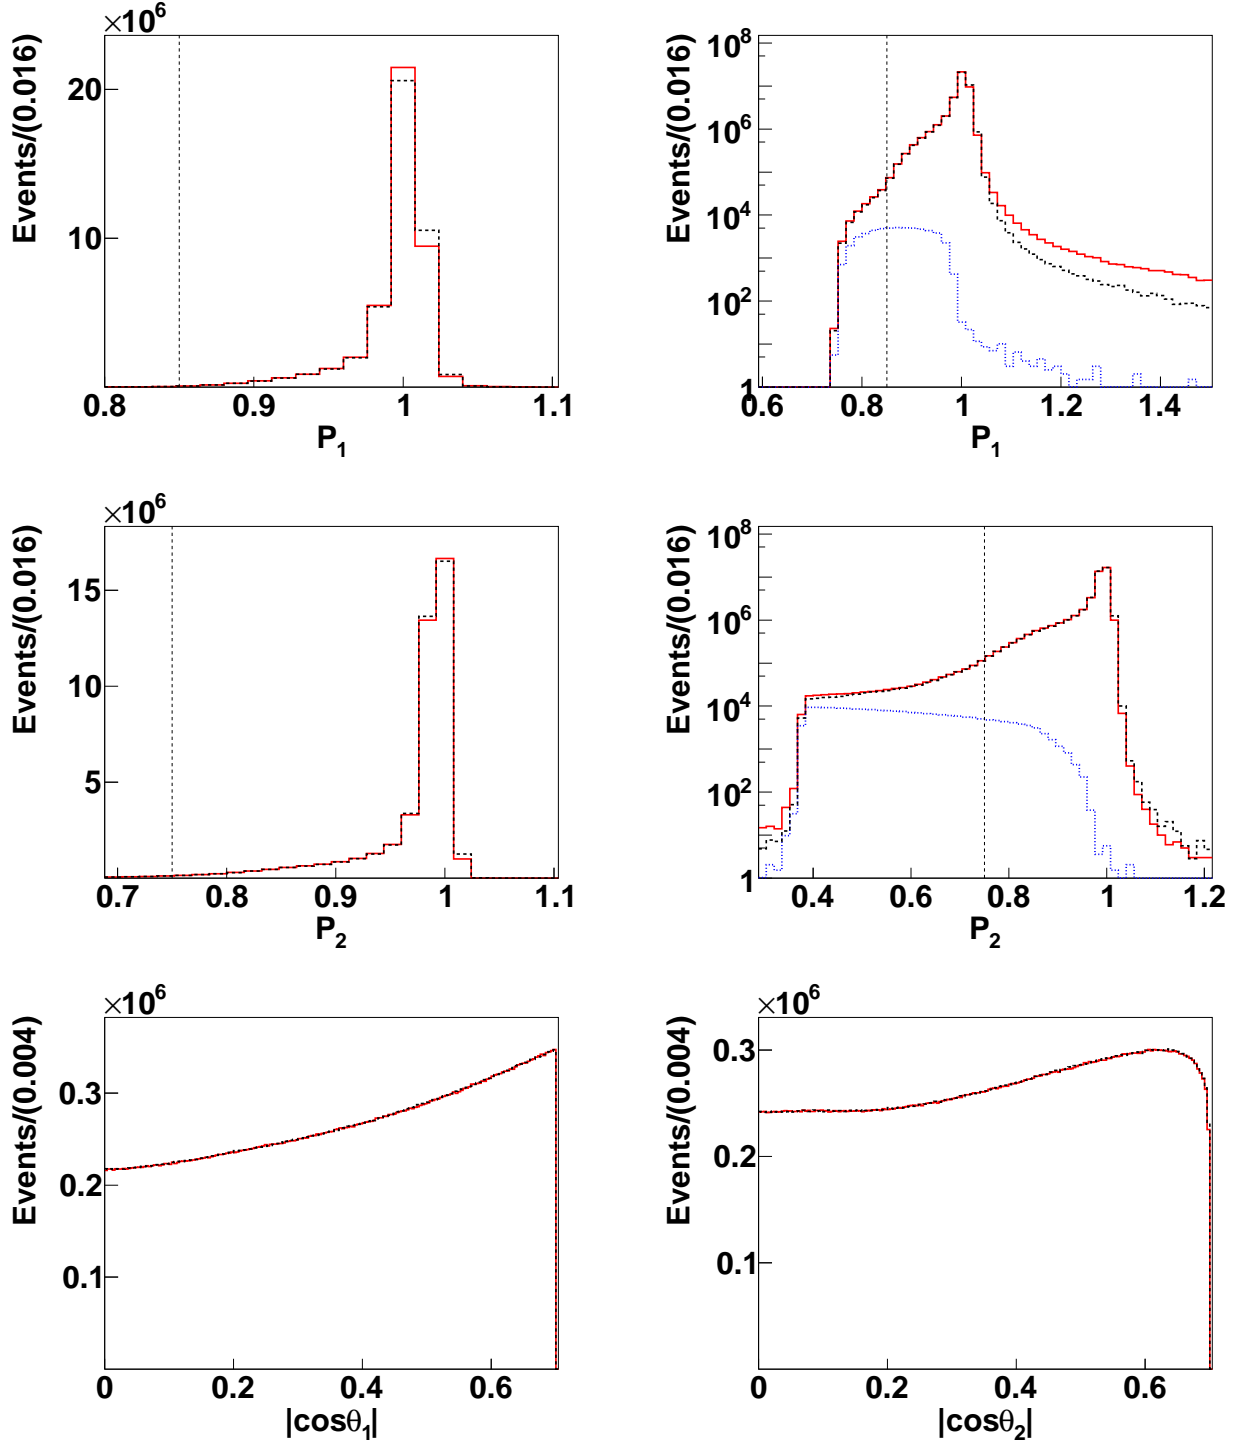 ×10⁶
Events/(0.016)
20
10
0.8 0.9 1 1.1
P₁
Events/(0.016)
10⁸
10⁶
10⁴
10²
1
0.6 0.8 1 1.2 1.4
P₁
×10⁶
Events/(0.016)
15
10
5
0.7 0.8 0.9 1 1.1
P₂
Events/(0.016)
10⁸
10⁶
10⁴
10²
1
0.4 0.6 0.8 1 1.2
P₂
×10⁶
Events/(0.004)
0.3
0.2
0.1
0 0.2 0.4 0.6
|cosθ₁|
×10⁶
Events/(0.004)
0.3
0.2
0.1
0 0.2 0.4 0.6
|cosθ₂|